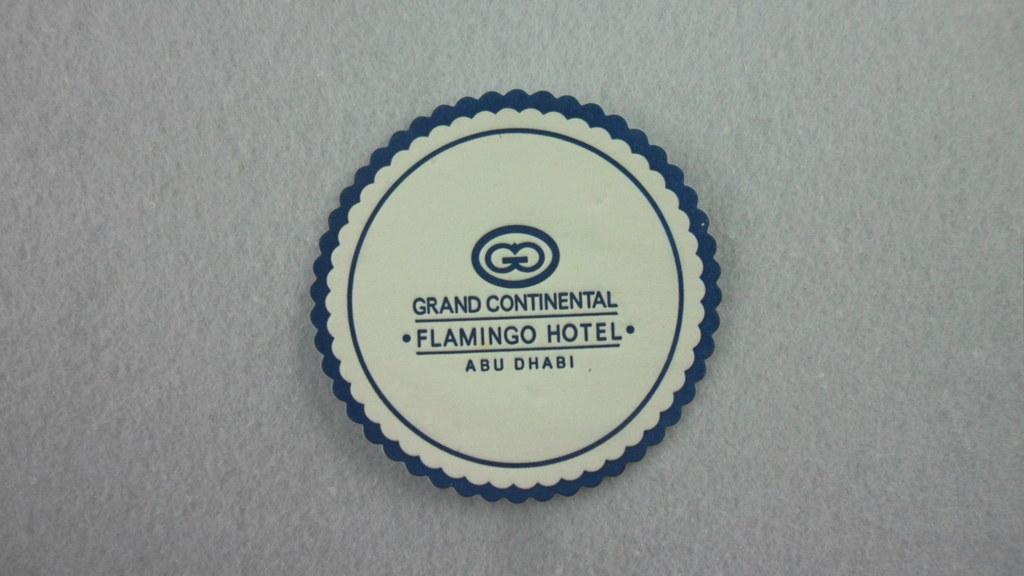 GRAND CONTINENTAL
•FLAMINGO HOTEL•
ABU DHABI